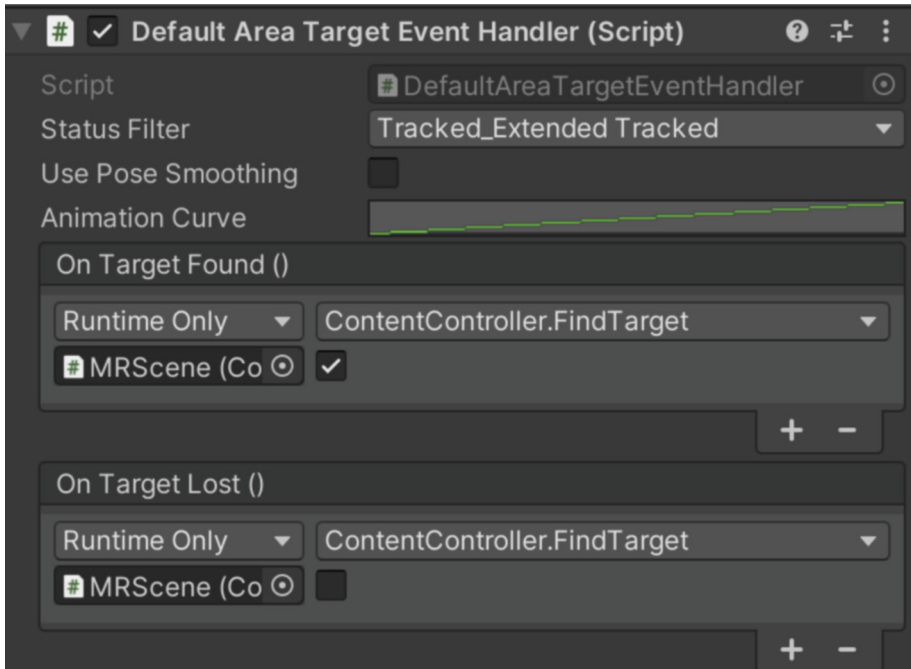 # Default Area Target Event Handler (Script)
Script # DefaultAreaTargetEventHandler
Status Filter Tracked_Extended Tracked
Use Pose Smoothing
Animation Curve
On Target Found ()
Runtime Only ContentController.FindTarget
# MRScene (Co
+ −
On Target Lost ()
Runtime Only ContentController.FindTarget
# MRScene (Co
+ −